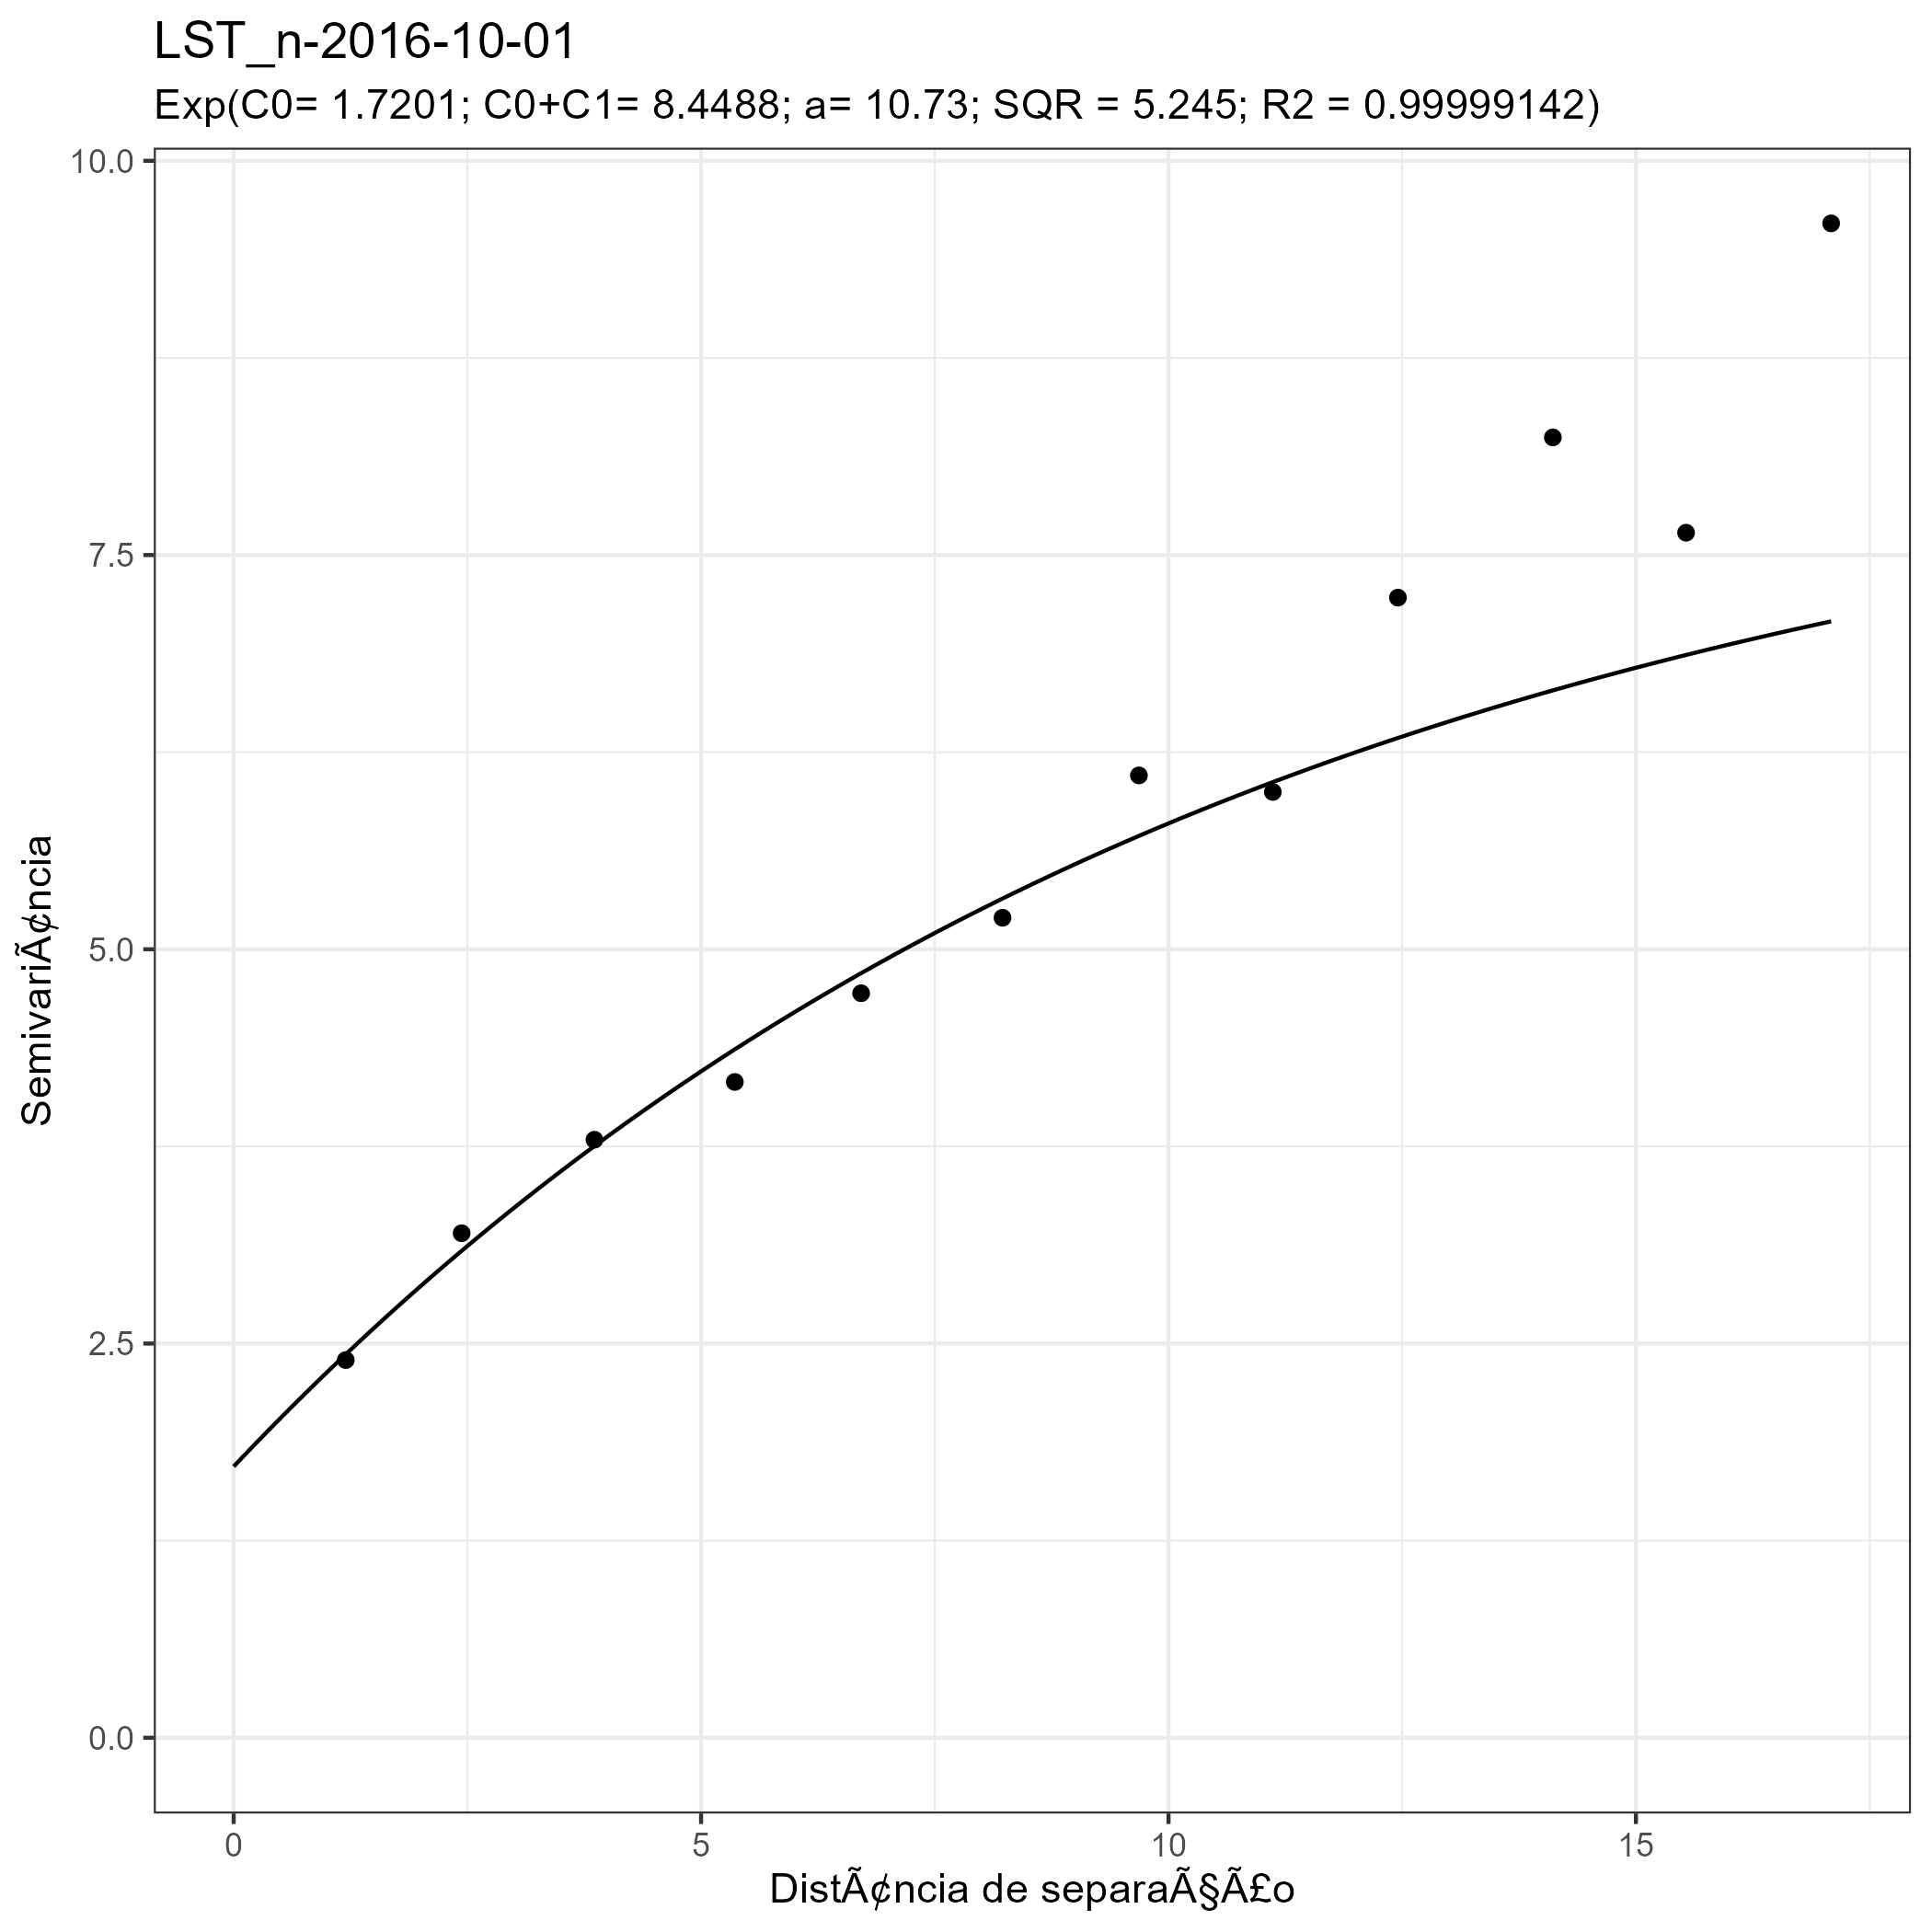 LST_n-2016-10-01
Exp(C0= 1.7201; C0+C1= 8.4488; a= 10.73; SQR = 5.245; R2 = 0.99999142)
10.0
7.5
5.0
2.5
0.0
SemivariÃ¢ncia
0
5
10
15
DistÃ¢ncia de separaÃ§Ã£o